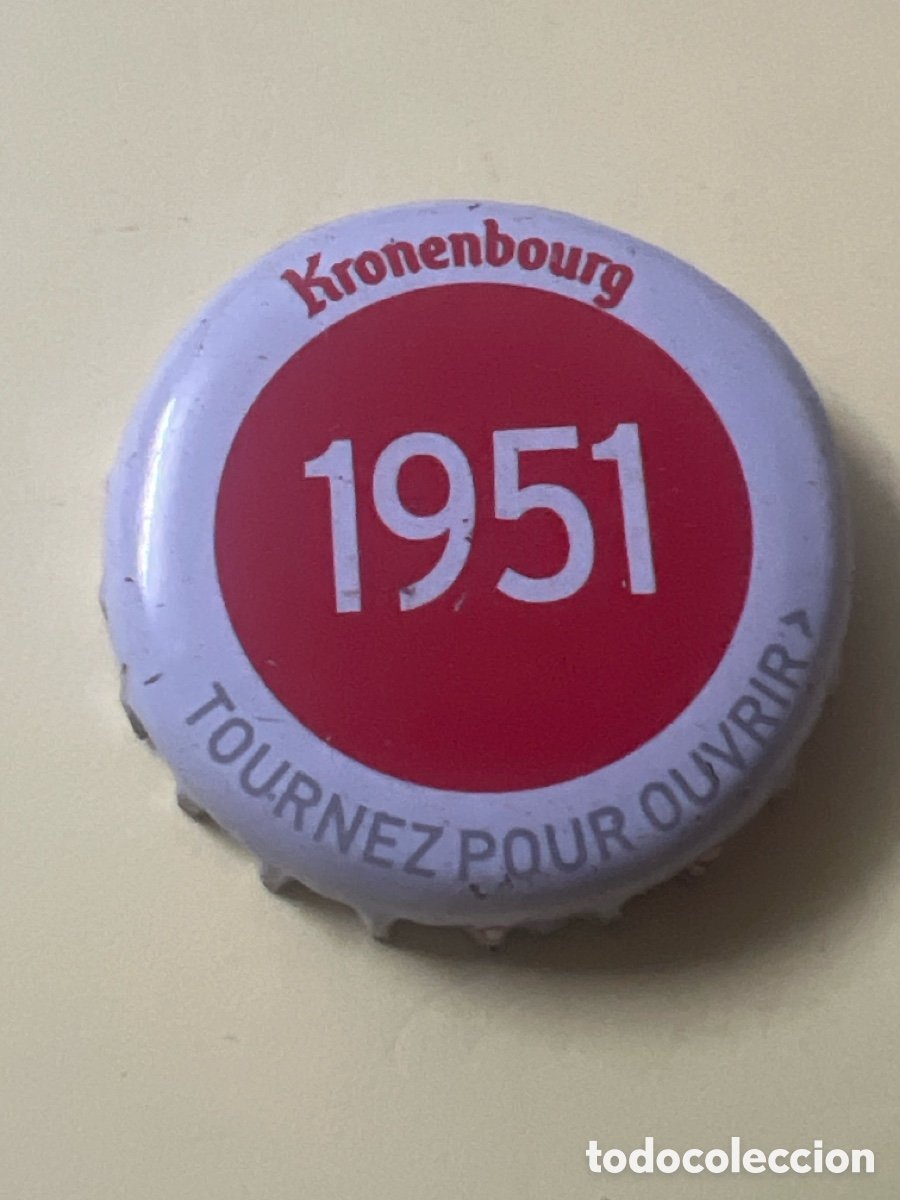 Kronenbourg
1951
TOURNEZ POUR OUVRIR >
todocoleccion